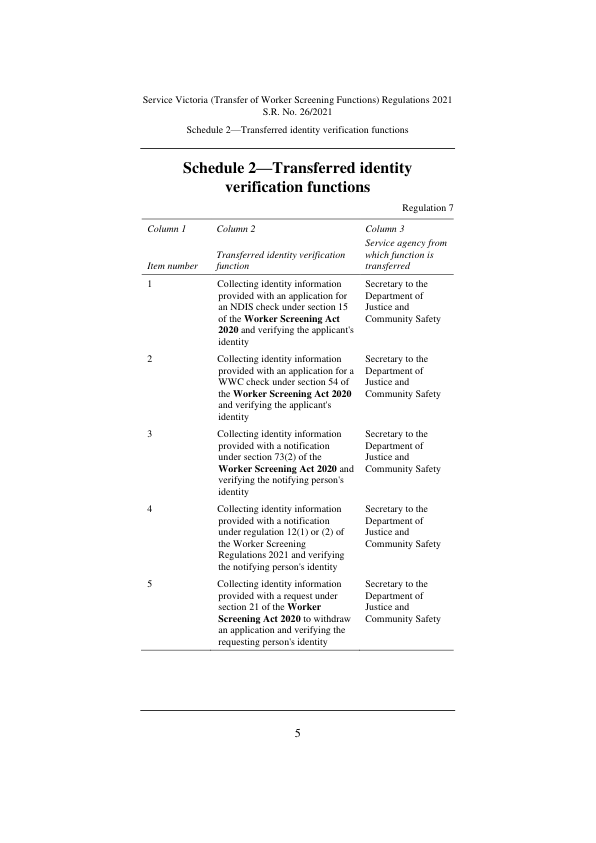 Service Victoria (Transfer of Worker Screening Functions) Regulations 2021
S.R. No. 26/2021
Schedule 2—Transferred identity verification functions
Schedule 2—Transferred identity
verification functions
Regulation 7
Column 1
Item number
Column 2
Transferred identity verification
function
Column 3
Service agency from
which function is
transferred
1
Collecting identity information
provided with an application for
an NDIS check under section 15
of the Worker Screening Act
2020 and verifying the applicant's
identity
Secretary to the
Department of
Justice and
Community Safety
2
Collecting identity information
provided with an application for a
WWC check under section 54 of
the Worker Screening Act 2020
and verifying the applicant's
identity
Secretary to the
Department of
Justice and
Community Safety
3
Collecting identity information
provided with a notification
under section 73(2) of the
Worker Screening Act 2020 and
verifying the notifying person's
identity
Secretary to the
Department of
Justice and
Community Safety
4
Collecting identity information
provided with a notification
under regulation 12(1) or (2) of
the Worker Screening
Regulations 2021 and verifying
the notifying person's identity
Secretary to the
Department of
Justice and
Community Safety
5
Collecting identity information
provided with a request under
section 21 of the Worker
Screening Act 2020 to withdraw
an application and verifying the
requesting person's identity
Secretary to the
Department of
Justice and
Community Safety
5